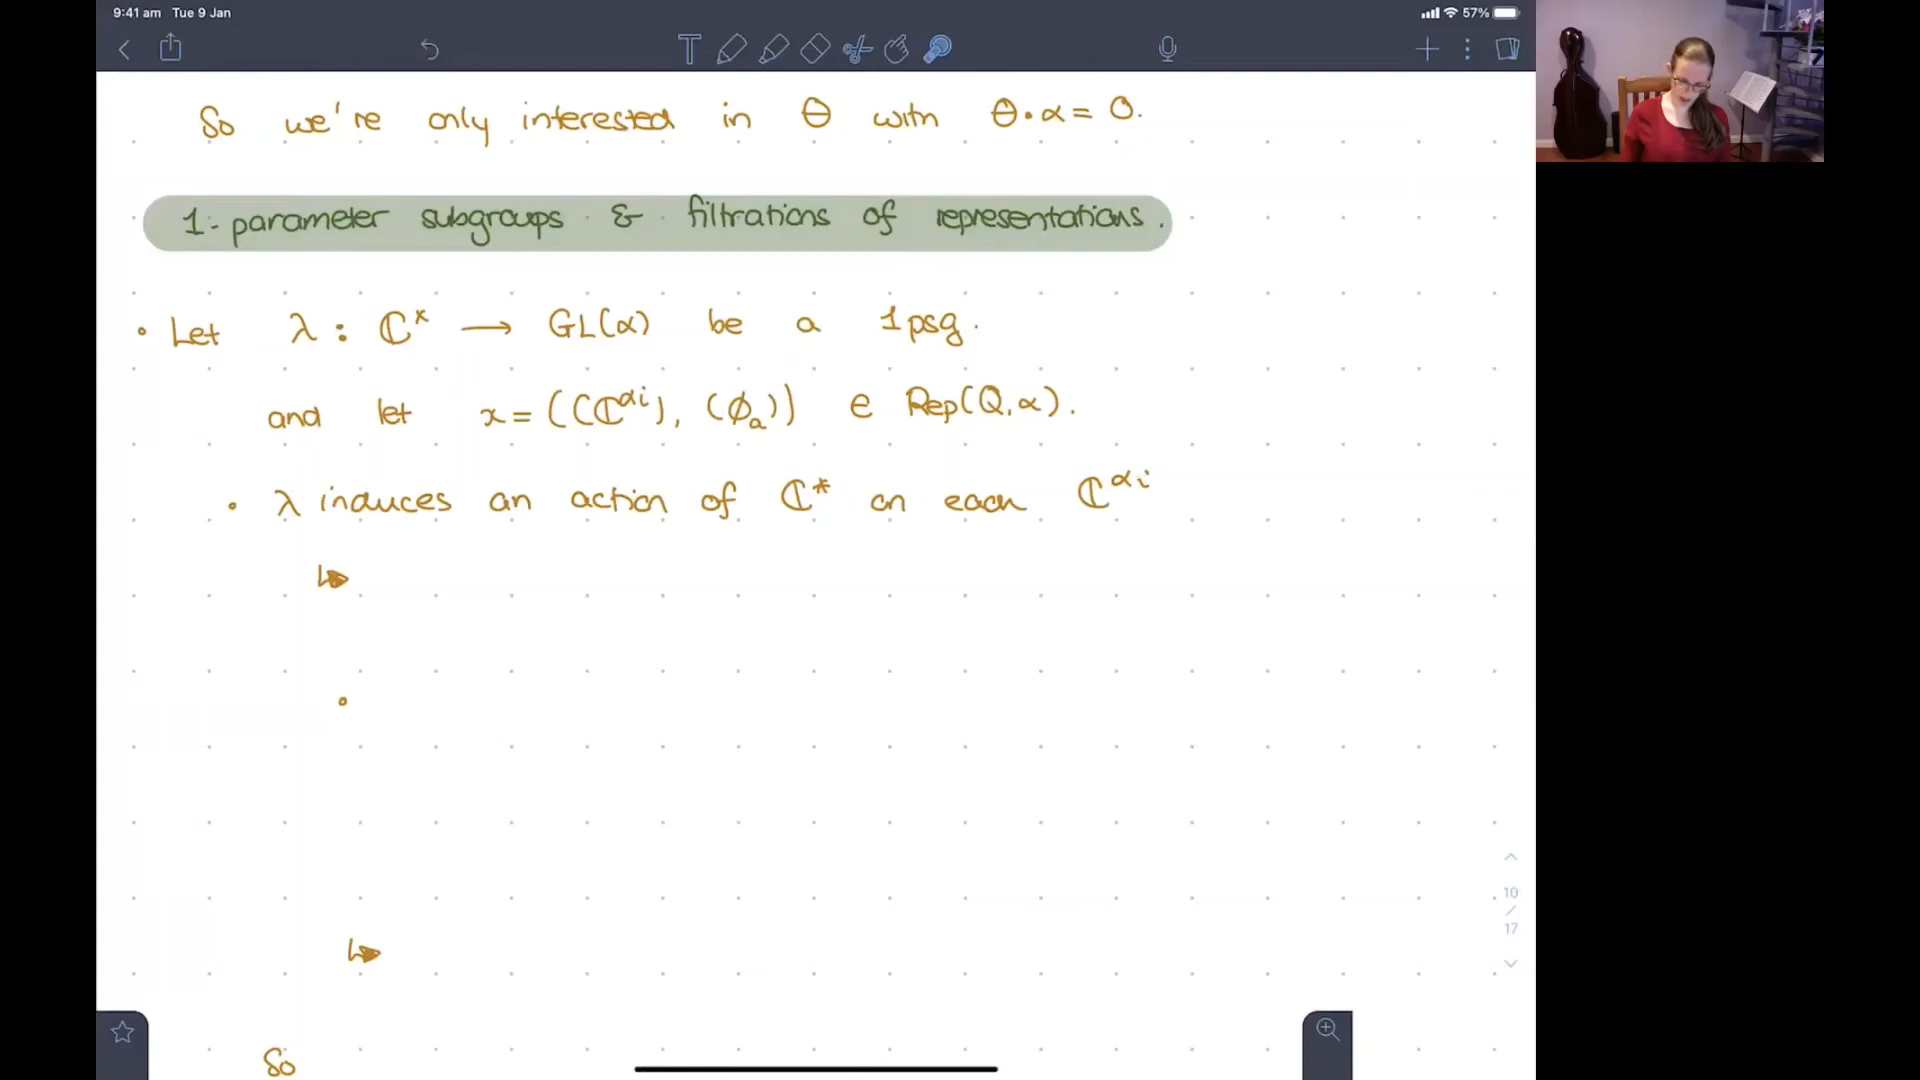 9:41 am Tue 9 Jan 57%
So we're only interested in θ with θ·α = 0.
1-parameter subgroups & filtrations of representations.
• Let λ : ℂ* → GL(α) be a 1psg.
and let x = ((ℂ^αi), (ϕ_a)) ∈ Rep(Q, α).
• λ induces an action of ℂ* on each ℂ^αi
↳
•
↳
So
10
/
17